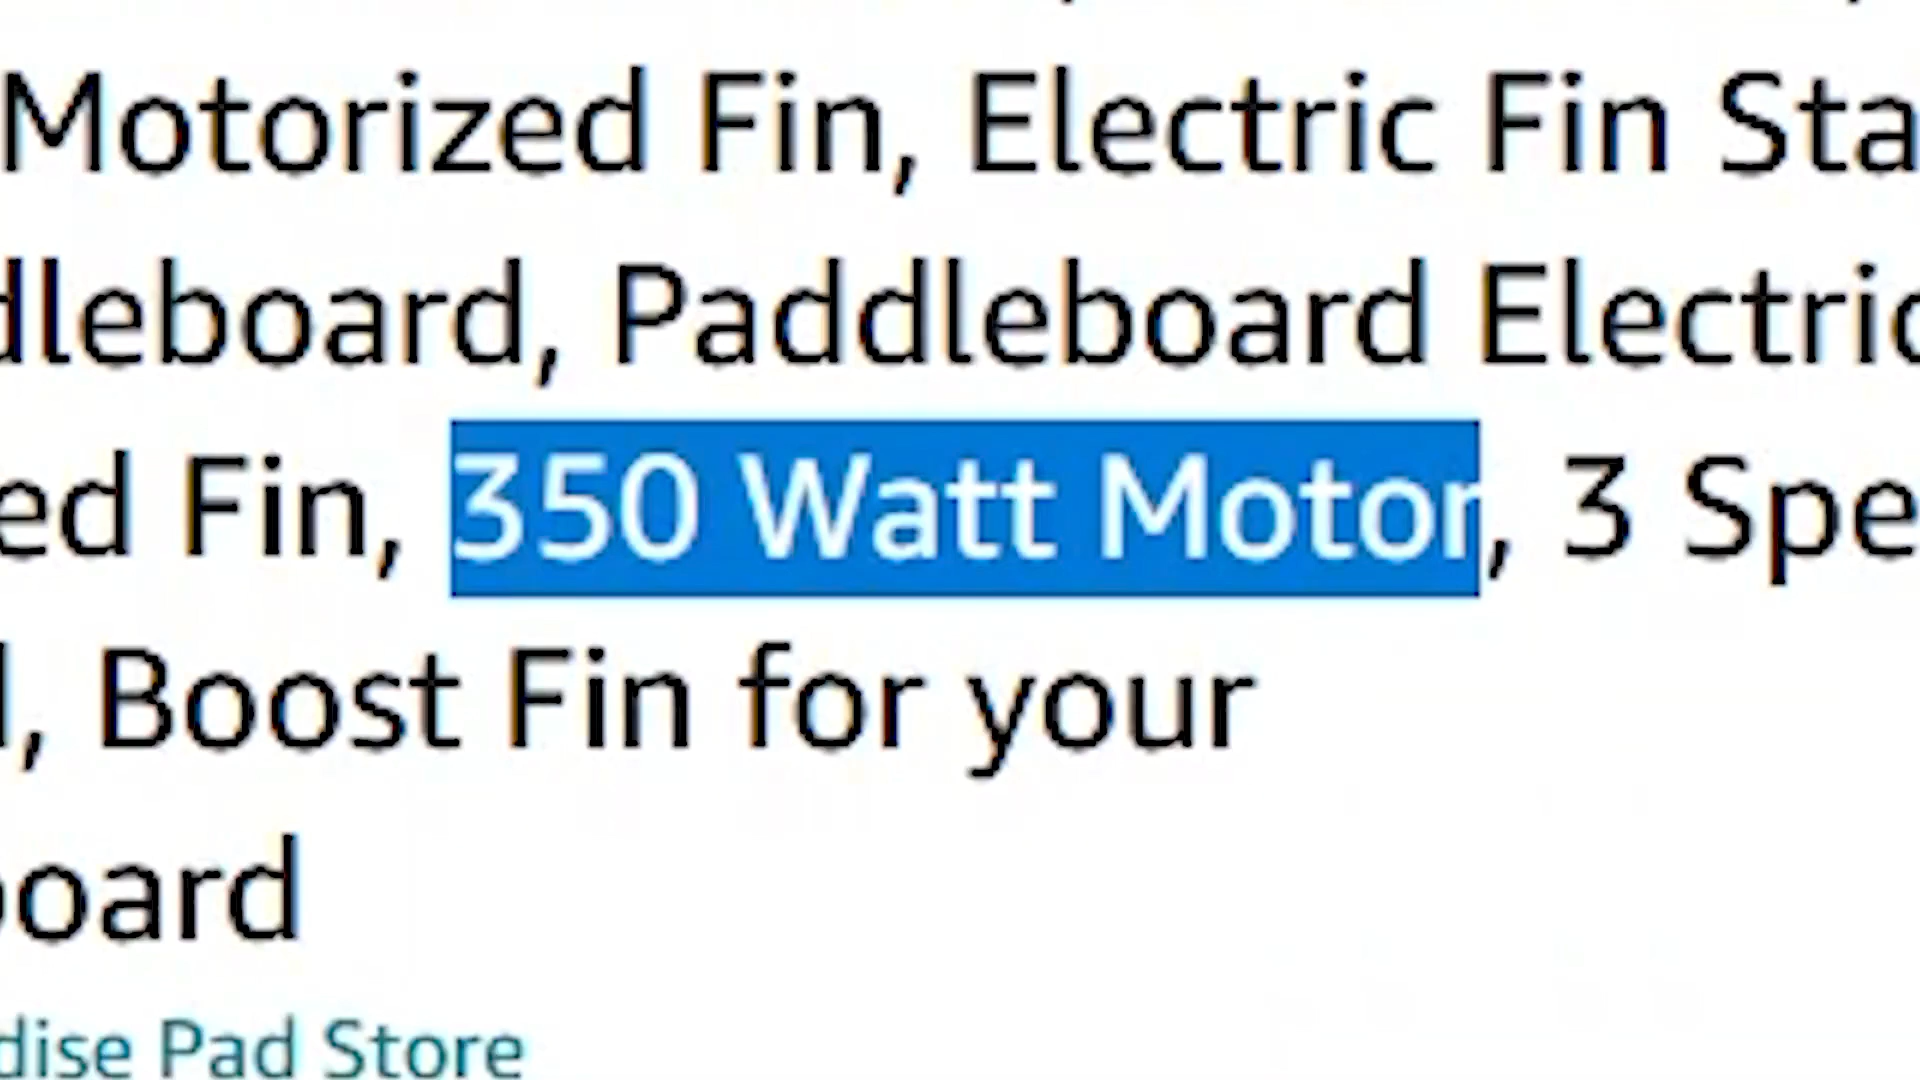 Motorized Fin, Electric Fin Sta
dleboard, Paddleboard Electric
ed Fin, 350 Watt Motor, 3 Spe
, Boost Fin for your
board
dise Pad Store